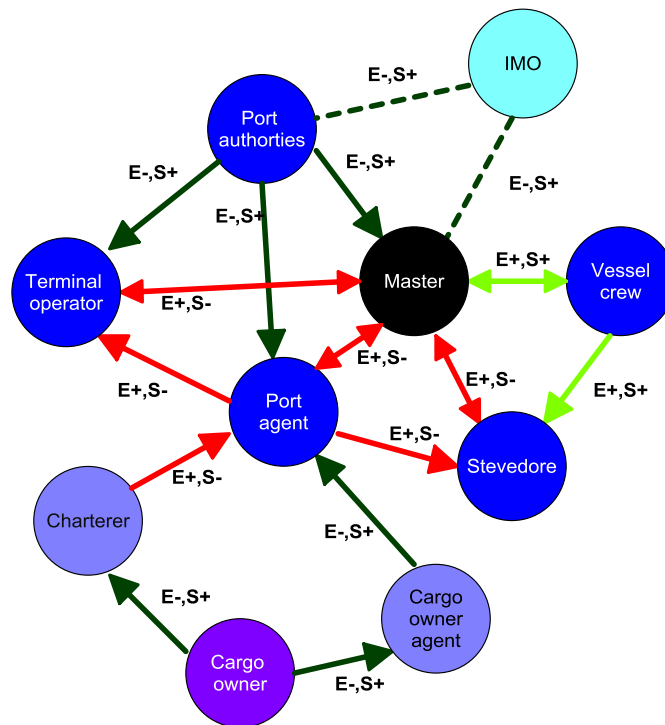 IMO
E-,S+
Port
authorties
E-,S+
E-,S+
E-,S+
E-,S+
Terminal
operator
Master
E+,S+
Vessel
crew
E+,S-
E+,S-
E+,S-
E+,S-
E+,S+
Port
agent
E+,S-
Stevedore
E+,S-
Charterer
E-,S+
E-,S+
Cargo
owner
agent
Cargo
owner
E-,S+